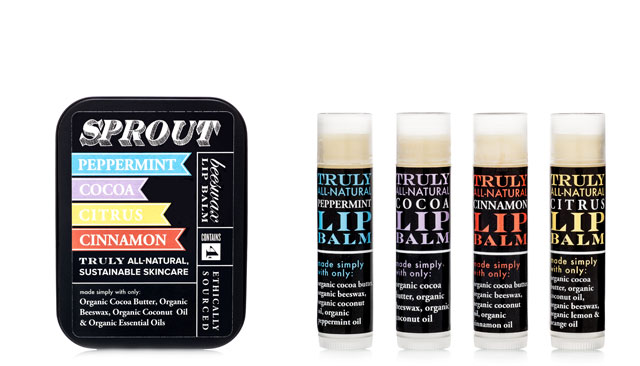 SPROUT
PEPPERMINT
COCOA
CITRUS
CINNAMON
TRULY ALL-NATURAL,
SUSTAINABLE SKINCARE
made simply with only:
Organic Cocoa Butter, Organic
Beeswax, Organic Coconut Oil
& Organic Essential Oils
beeswax
LIP BALM
CONTAINS
4
ETHICALLY
SOURCED
TRULY
ALL-NATURAL
PEPPERMINT
LIP
BALM
made simply
with only:
organic cocoa butter,
organic beeswax,
organic coconut
oil, organic
peppermint oil
TRULY
ALL-NATURAL
COCOA
LIP
BALM
made simply
with only:
organic cocoa
butter, organic
beeswax, organic
coconut oil
TRULY
ALL-NATURAL
CINNAMON
LIP
BALM
made simply
with only:
organic cocoa butter,
organic beeswax,
organic coconut
oil, organic
cinnamon oil
TRULY
ALL-NATURAL
CITRUS
LIP
BALM
made simply
with only:
organic cocoa
butter, organic
coconut oil,
organic beeswax,
organic lemon &
orange oil